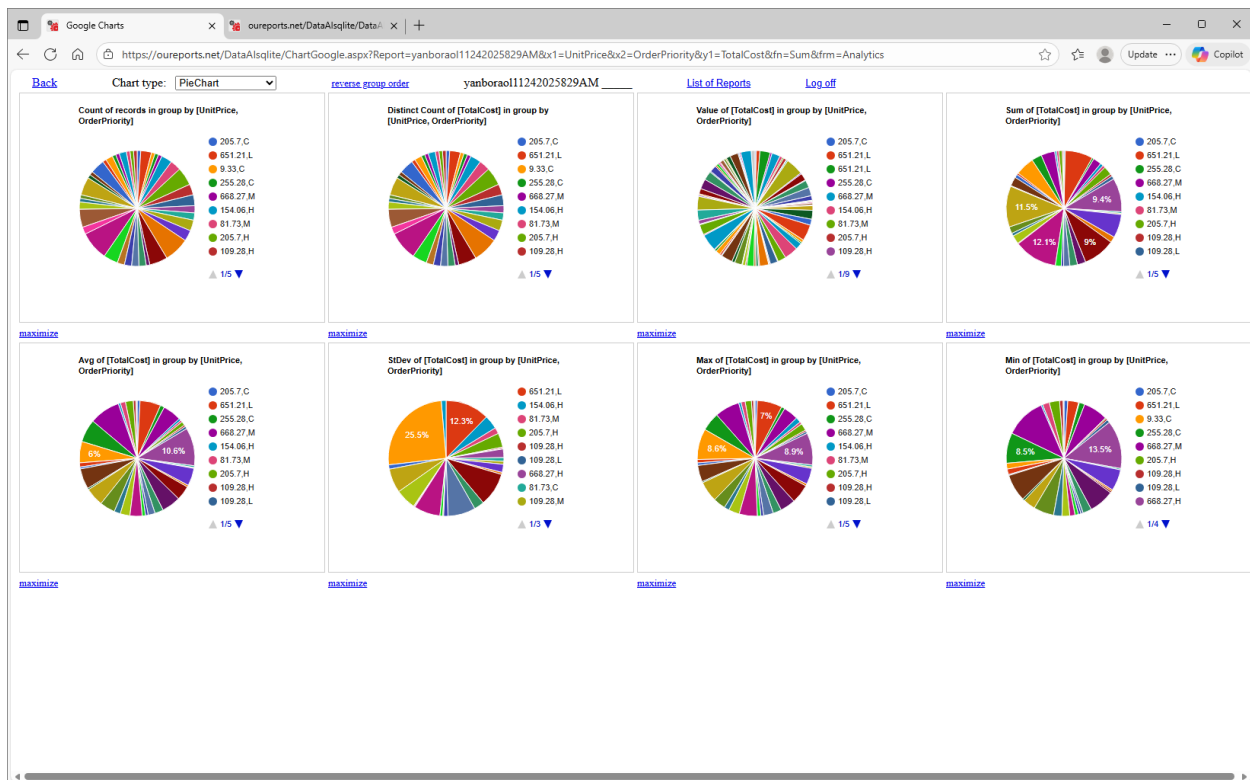 Google Charts
oureports.net/DataAIsqlite/DataA
https://oureports.net/DataAIsqlite/ChartGoogle.aspx?Report=yanboraol11242025829AM&x1=UnitPrice&x2=OrderPriority&y1=TotalCost&fn=Sum&frm=Analytics
Update
Copilot
Back
Chart type:
PieChart
reverse group order
yanboraol11242025829AM _____
List of Reports
Log off
Count of records in group by [UnitPrice,
OrderPriority]
205.7,C
651.21,L
9.33,C
255.28,C
668.27,M
154.06,H
81.73,M
205.7,H
109.28,H
1/5
maximize
Distinct Count of [TotalCost] in group by
[UnitPrice, OrderPriority]
205.7,C
651.21,L
9.33,C
255.28,C
668.27,M
154.06,H
81.73,M
205.7,H
109.28,H
1/5
maximize
Value of [TotalCost] in group by [UnitPrice,
OrderPriority]
205.7,C
651.21,L
651.21,L
255.28,C
668.27,M
668.27,M
154.06,H
81.73,M
205.7,H
109.28,H
1/9
maximize
Sum of [TotalCost] in group by [UnitPrice,
OrderPriority]
9.4%
9%
12.1%
11.5%
205.7,C
651.21,L
9.33,C
255.28,C
668.27,M
154.06,H
81.73,M
205.7,H
109.28,L
1/5
maximize
Avg of [TotalCost] in group by [UnitPrice,
OrderPriority]
10.6%
6%
205.7,C
651.21,L
255.28,C
668.27,M
154.06,H
81.73,M
205.7,H
109.28,H
109.28,L
1/5
maximize
StDev of [TotalCost] in group by [UnitPrice,
OrderPriority]
12.3%
25.5%
651.21,L
154.06,H
81.73,M
205.7,H
109.28,H
109.28,L
668.27,H
81.73,C
109.28,M
1/3
maximize
Max of [TotalCost] in group by [UnitPrice,
OrderPriority]
7%
8.9%
8.6%
205.7,C
651.21,L
255.28,C
668.27,M
154.06,H
81.73,M
205.7,H
109.28,H
109.28,L
1/5
maximize
Min of [TotalCost] in group by [UnitPrice,
OrderPriority]
13.5%
8.5%
205.7,C
651.21,L
9.33,C
255.28,C
668.27,M
205.7,H
109.28,H
109.28,L
668.27,H
1/4
maximize